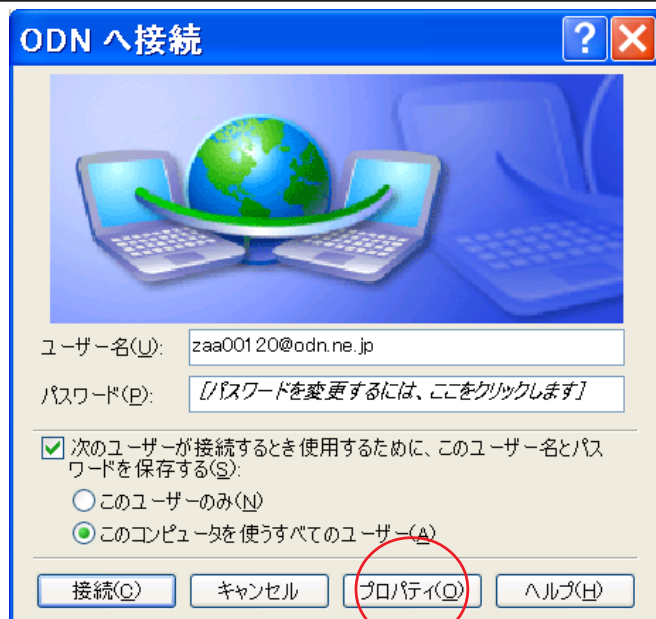 ODN へ接続
ユーザー名(U):
zaa00120@odn.ne.jp
パスワード(P):
[パスワードを変更するには、ここをクリックします]
次のユーザーが接続するとき使用するために、このユーザー名とパス
ワードを保存する(S):
このユーザーのみ(N)
このコンピュータを使うすべてのユーザー(A)
接続(C)
キャンセル
プロパティ(O)
ヘルプ(H)